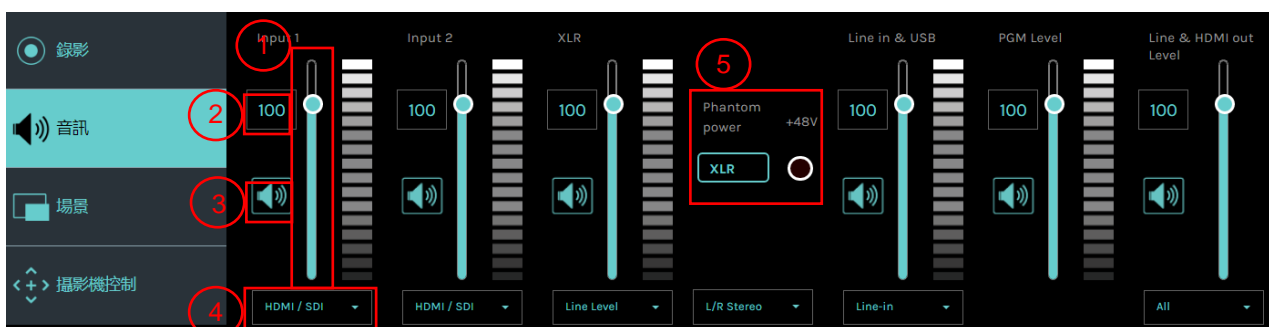 錄影
音訊
場景
攝影機控制
Input 1
Input 2
XLR
Line in & USB
PGM Level
Line & HDMI out
Level
1
2
3
4
5
100
100
100
Phantom
power
+48V
XLR
100
100
100
HDMI / SDI
HDMI / SDI
Line Level
L/R Stereo
Line-in
All